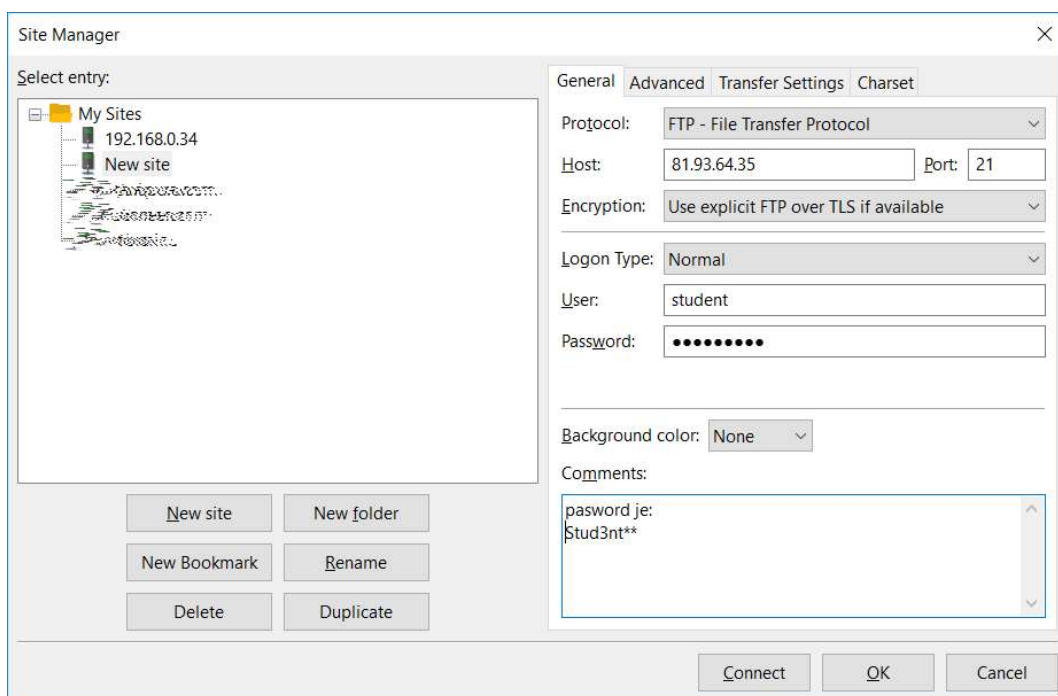 Site Manager
Select entry:
My Sites
192.168.0.34
New site
New site
New folder
New Bookmark
Rename
Delete
Duplicate
General Advanced Transfer Settings Charset
Protocol: FTP - File Transfer Protocol
Host: 81.93.64.35 Port: 21
Encryption: Use explicit FTP over TLS if available
Logon Type: Normal
User: student
Password: •••••••••
Background color: None
Comments:
pasword je:
Stud3nt**
Connect OK Cancel